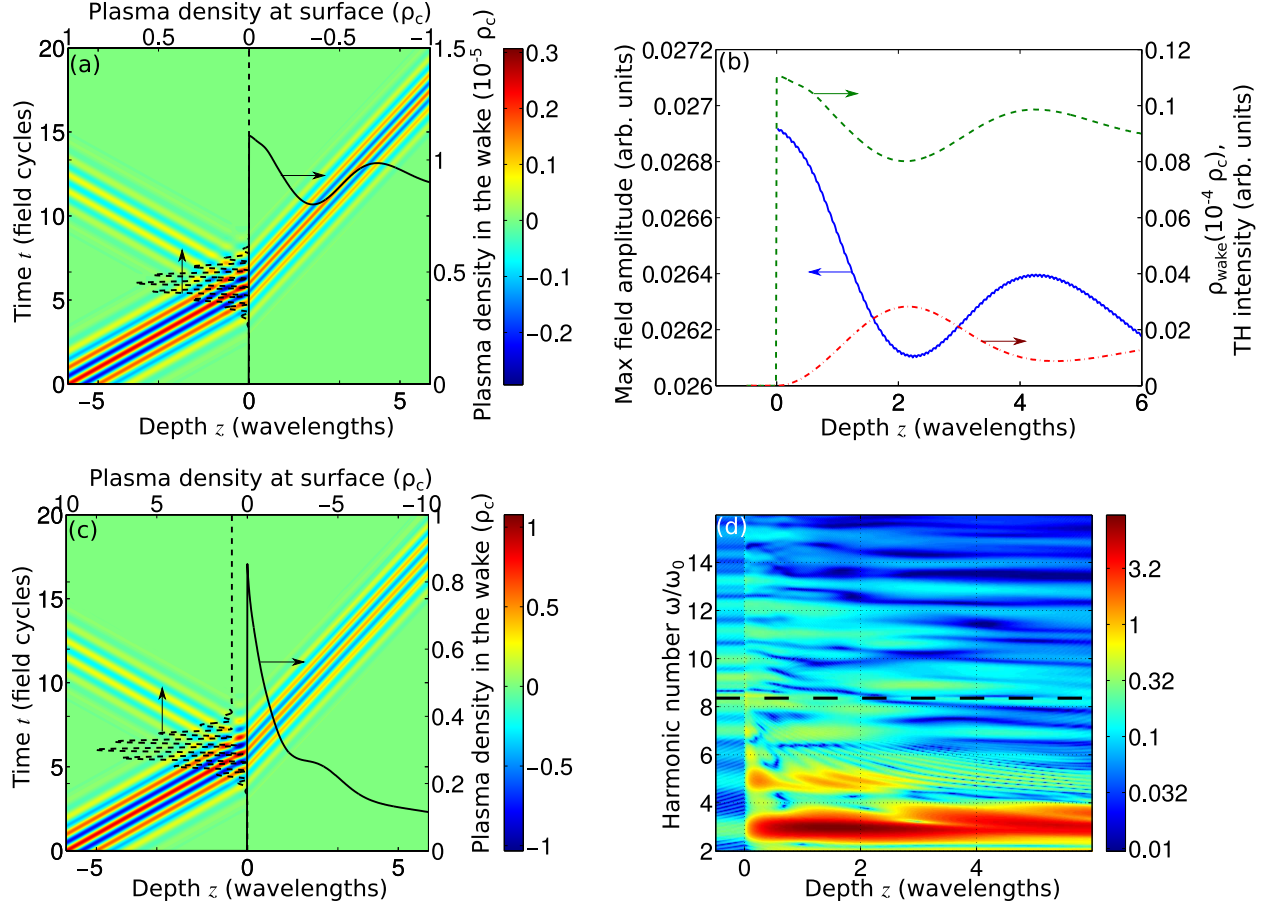 Plasma density at surface (ρc)
1 0.5 0 −0.5 −1
(a)
20
15
10
5
0
Time t (field cycles)
−5 0 5
Depth z (wavelengths)
1.5
1
0.5
0
Plasma density in the wake (10⁻⁵ ρc)
0.3
0.2
0.1
0
−0.1
−0.2
(b)
0.0272
0.027
0.0268
0.0266
0.0264
0.0262
0.026
Max field amplitude (arb. units)
0 2 4 6
Depth z (wavelengths)
0.12
0.1
0.08
0.06
0.04
0.02
0
ρwake(10⁻⁴ ρc),
TH intensity (arb. units)
Plasma density at surface (ρc)
10 5 0 −5 −10
(c)
20
15
10
5
0
Time t (field cycles)
−5 0 5
Depth z (wavelengths)
1
0.8
0.6
0.4
0.2
0
Plasma density in the wake (ρc)
1
0.5
0
−0.5
−1
(d)
14
12
10
8
6
4
2
Harmonic number ω/ω0
0 2 4
Depth z (wavelengths)
3.2
1
0.32
0.1
0.032
0.01